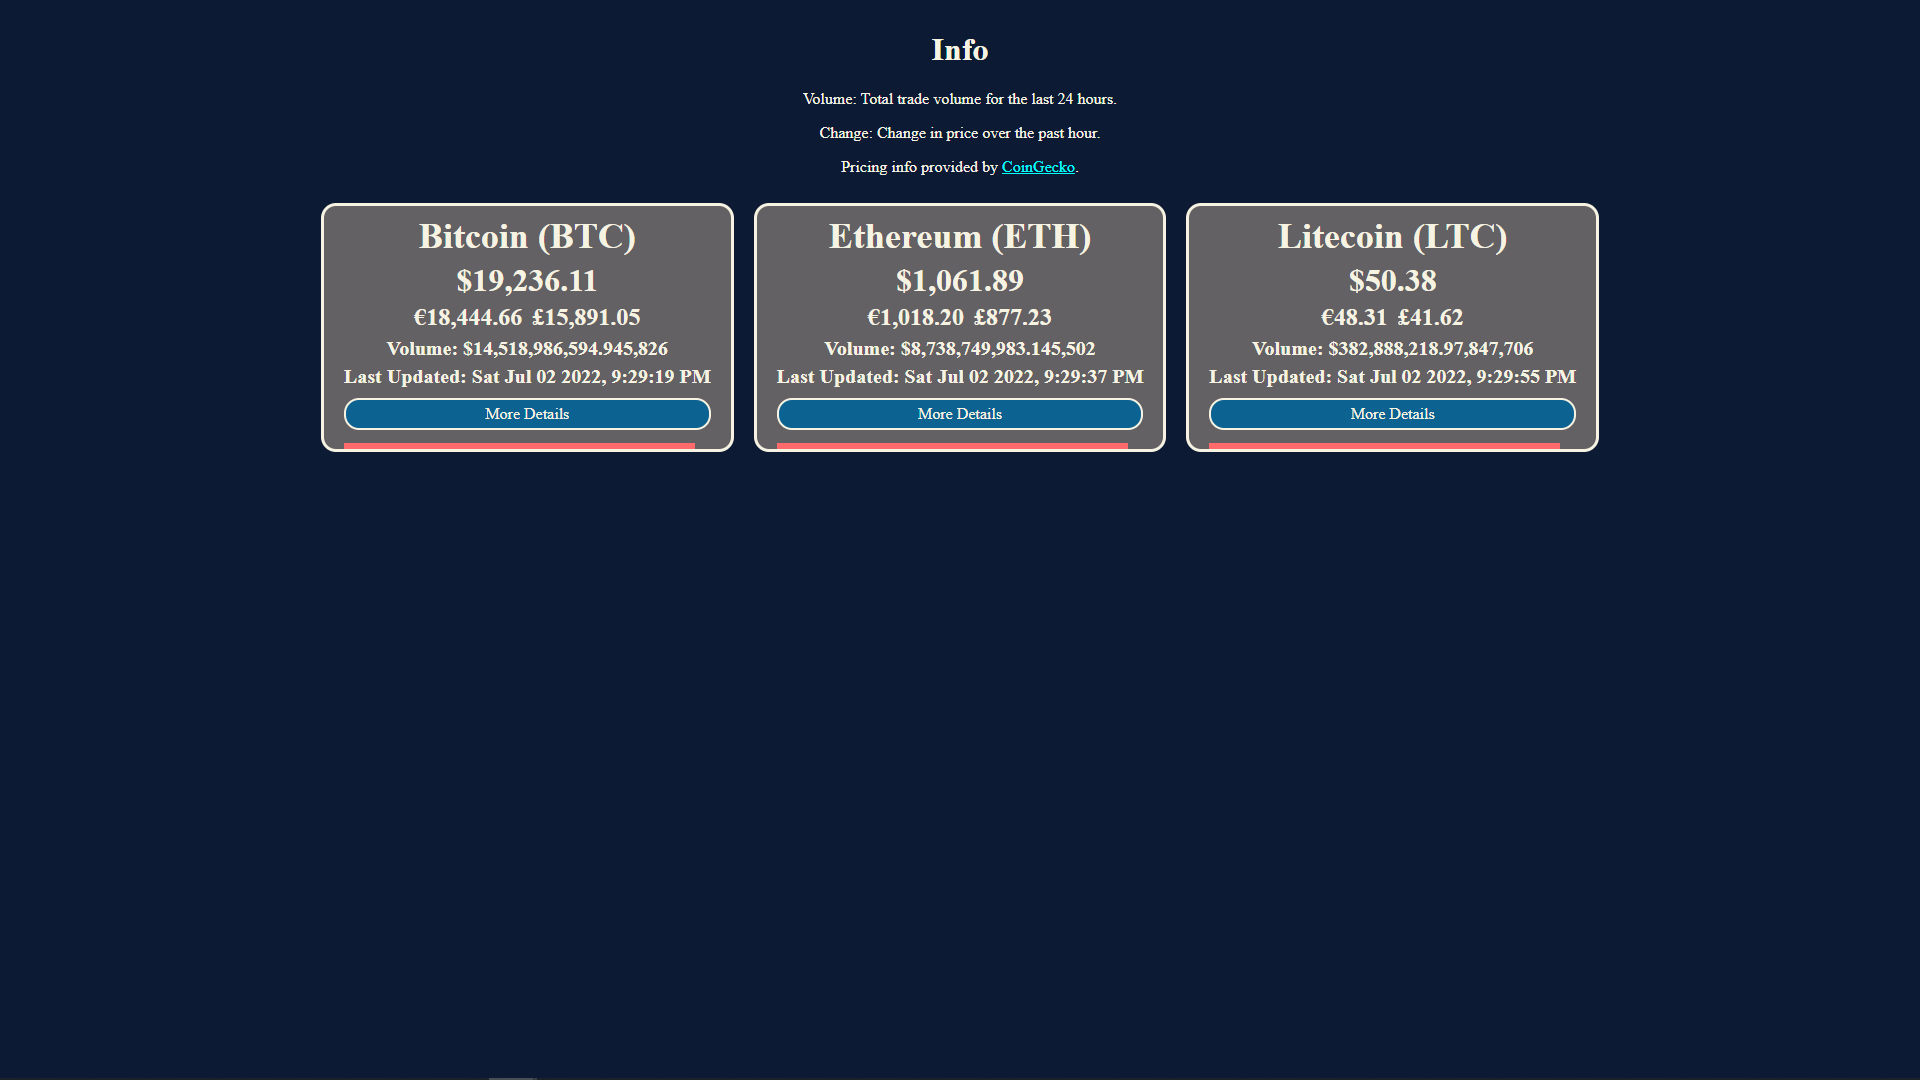 Info
Volume: Total trade volume for the last 24 hours.
Change: Change in price over the past hour.
Pricing info provided by CoinGecko.
Bitcoin (BTC)
$19,236.11
€18,444.66 £15,891.05
Volume: $14,518,986,594.945,826
Last Updated: Sat Jul 02 2022, 9:29:19 PM
More Details
Ethereum (ETH)
$1,061.89
€1,018.20 £877.23
Volume: $8,738,749,983.145,502
Last Updated: Sat Jul 02 2022, 9:29:37 PM
More Details
Litecoin (LTC)
$50.38
€48.31 £41.62
Volume: $382,888,218.97,847,706
Last Updated: Sat Jul 02 2022, 9:29:55 PM
More Details